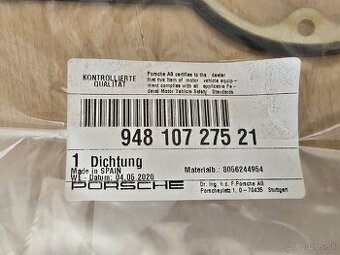 KONTROLLIERTE
QUALITÄT
Porsche AG certifies to the dealer
that this item of motor vehicle equip-
ment complies with all applicable Fe-
deral Motor Vehicle Safety Standards
948 107 275 21
1 Dichtung
Made in SPAIN
WE-Datum: 04.05.2020
Materialb.: 8056244954
PORSCHE
Dr. Ing. h.c. F.Porsche AG
Porscheplatz 1, D-70435 Stuttgart